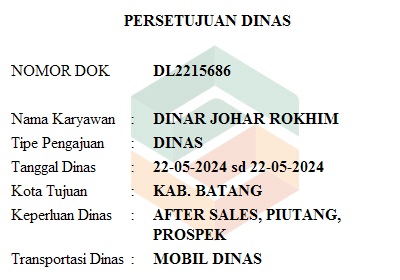 PERSETUJUAN DINAS
NOMOR DOK DL2215686
Nama Karyawan : DINAR JOHAR ROKHIM
Tipe Pengajuan : DINAS
Tanggal Dinas : 22-05-2024 sd 22-05-2024
Kota Tujuan : KAB. BATANG
Keperluan Dinas : AFTER SALES, PIUTANG,
PROSPEK
Transportasi Dinas : MOBIL DINAS